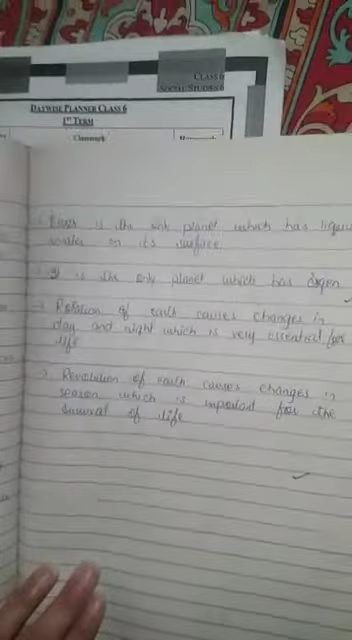 CLASS 6
SOCIAL STUDIES 6
DAYWISE PLANNER CLASS 6
1ST TERM
Classwork
Earth is the only planet which has liquid
water on its surface
It is the only planet which has oxygen
Rotation of earth causes changes in
day and night which is very essential for
life
Revolution of earth causes changes in
season which is important for the
survival of life